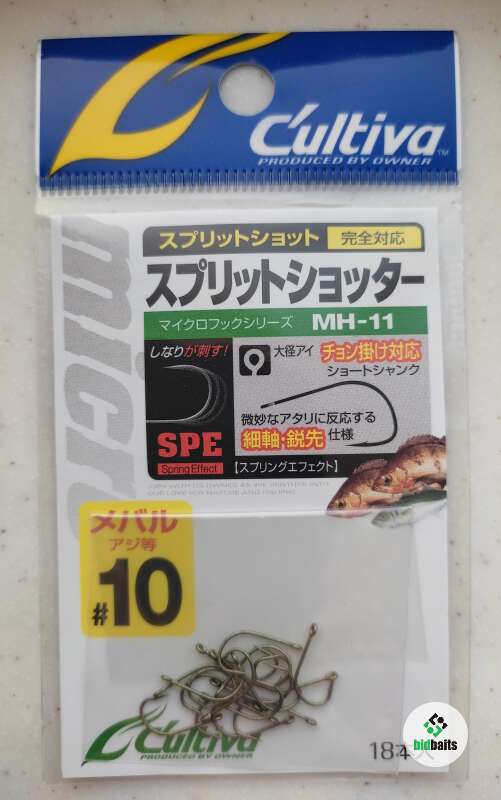 C'ultiva™
PRODUCED BY OWNER
micro
スプリットショット 完全対応
スプリットショッター
マイクロフックシリーズ MH-11
しなりが刺す!
大径アイ
チョン掛け対応
ショートシャンク
SPE
Spring Effect
微妙なアタリに反応する
細軸・鋭先 仕様
【スプリングエフェクト】
メバル
アジ等
#10
C'ultiva
PRODUCED BY OWNER
18本入
bidbaits